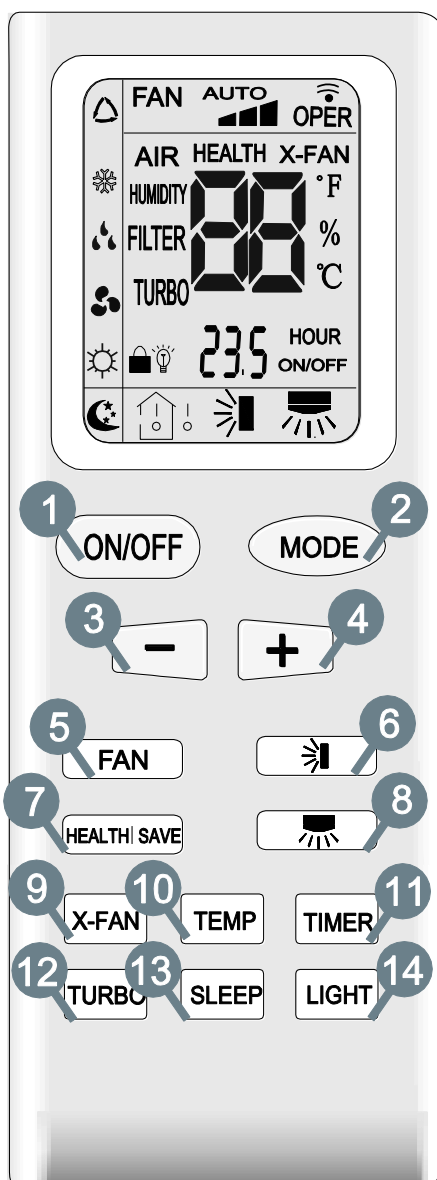 FAN AUTO OPER
AIR HEALTH X-FAN
HUMIDITY 88 °F
FILTER %
TURBO °C
23.5 HOUR
ON/OFF
1 2
ON/OFF MODE
3 4
- +
5 6
FAN
7 8
HEALTH SAVE
9 10 11
X-FAN TEMP TIMER
12 13 14
TURBO SLEEP LIGHT